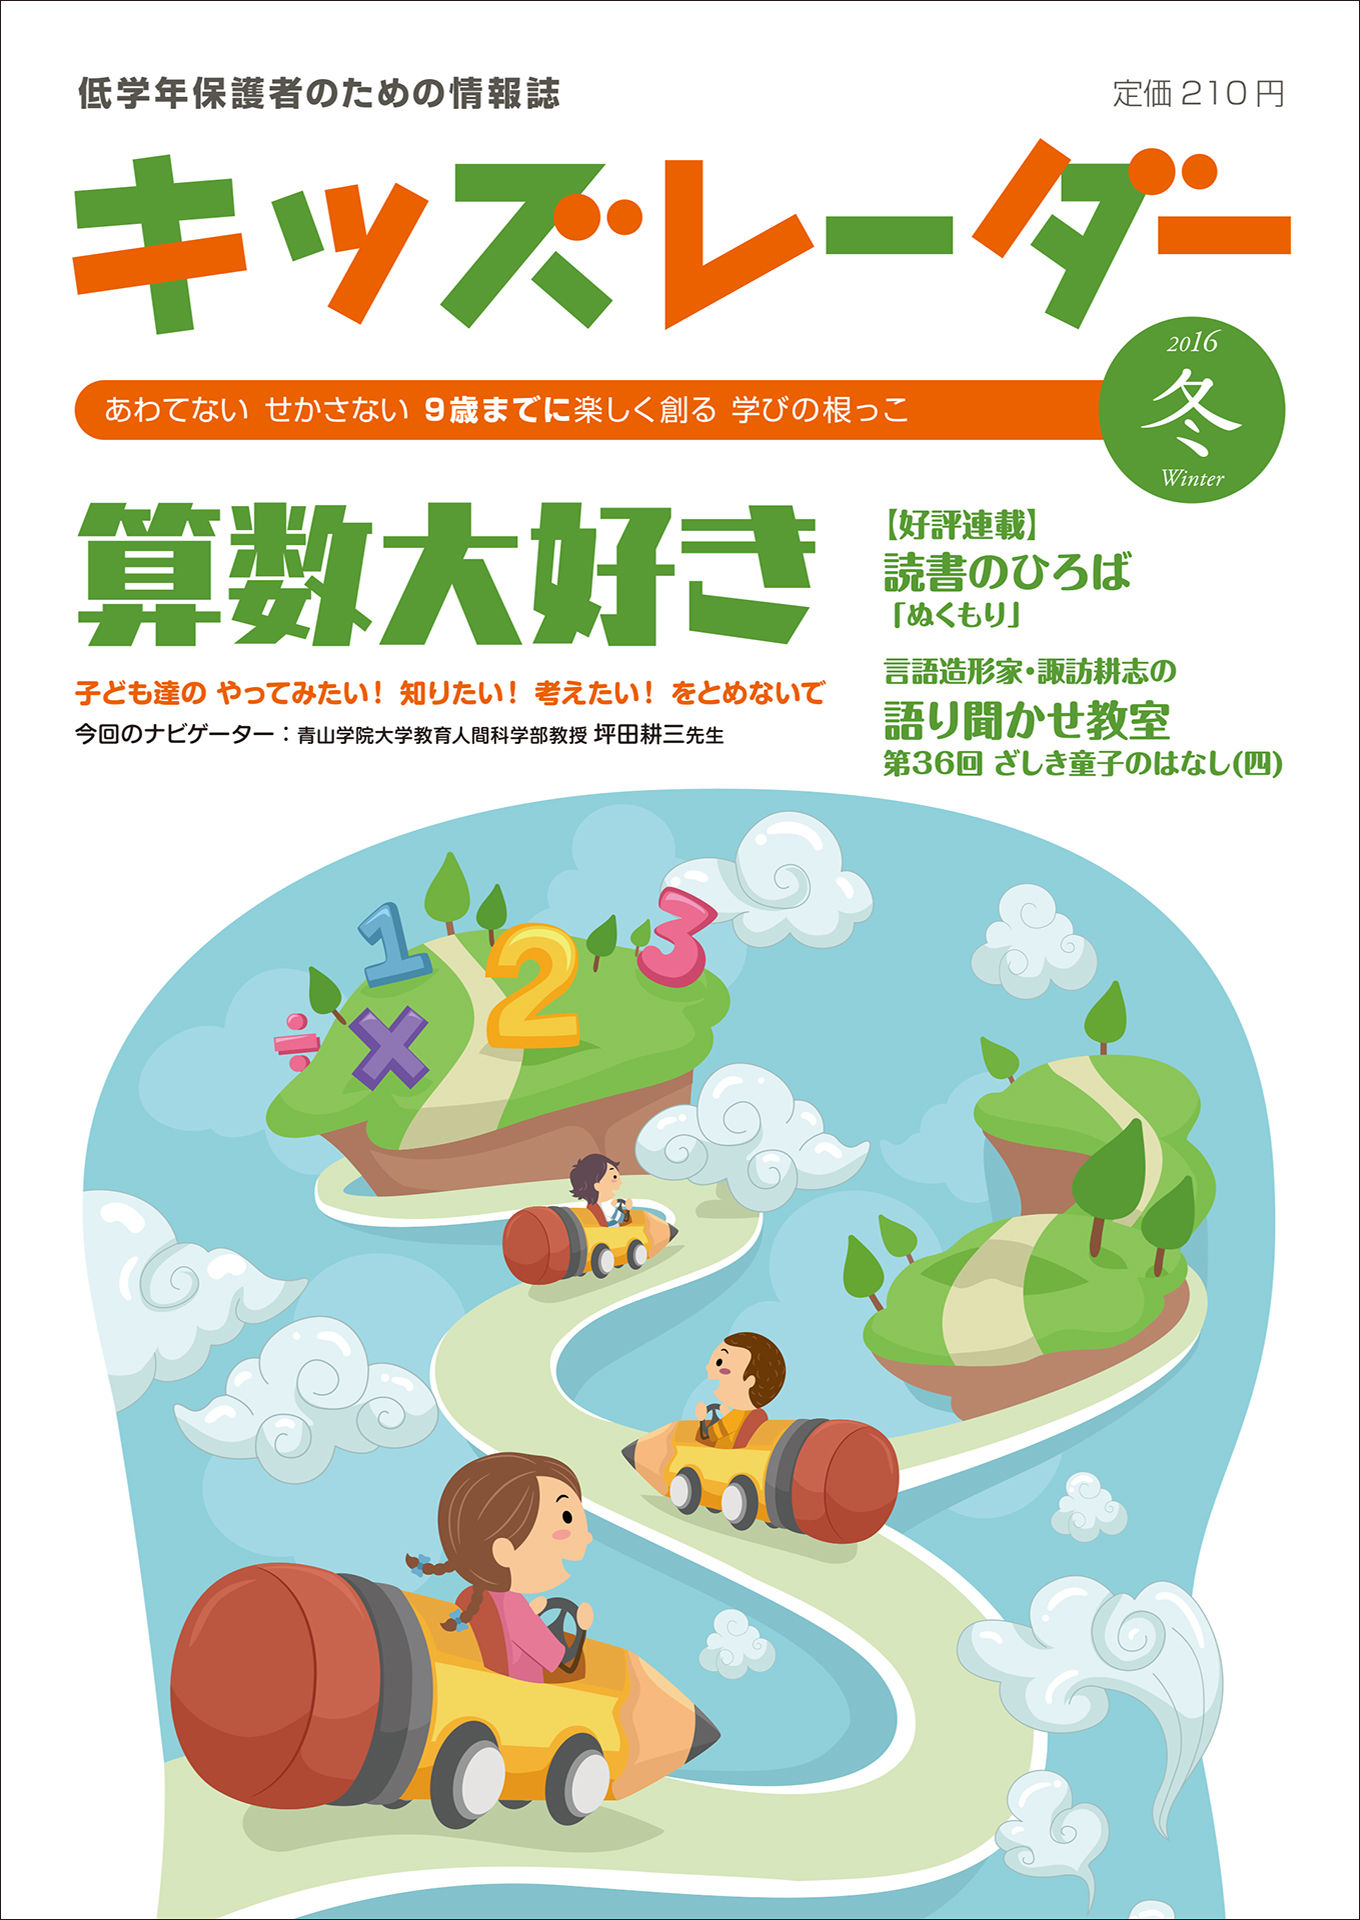 低学年保護者のための情報誌
定価 210 円
キッズレーダー
2016
冬
Winter
あわてない せかさない 9歳までに楽しく創る 学びの根っこ
算数大好き
子ども達の やってみたい! 知りたい! 考えたい! をとめないで
今回のナビゲーター：青山学院大学教育人間科学部教授 坪田耕三先生
【好評連載】
読書のひろば
「ぬくもり」
言語造形家・諏訪耕志の
語り聞かせ教室
第36回 ざしき童子のはなし(四)
1 2 3
÷ ×